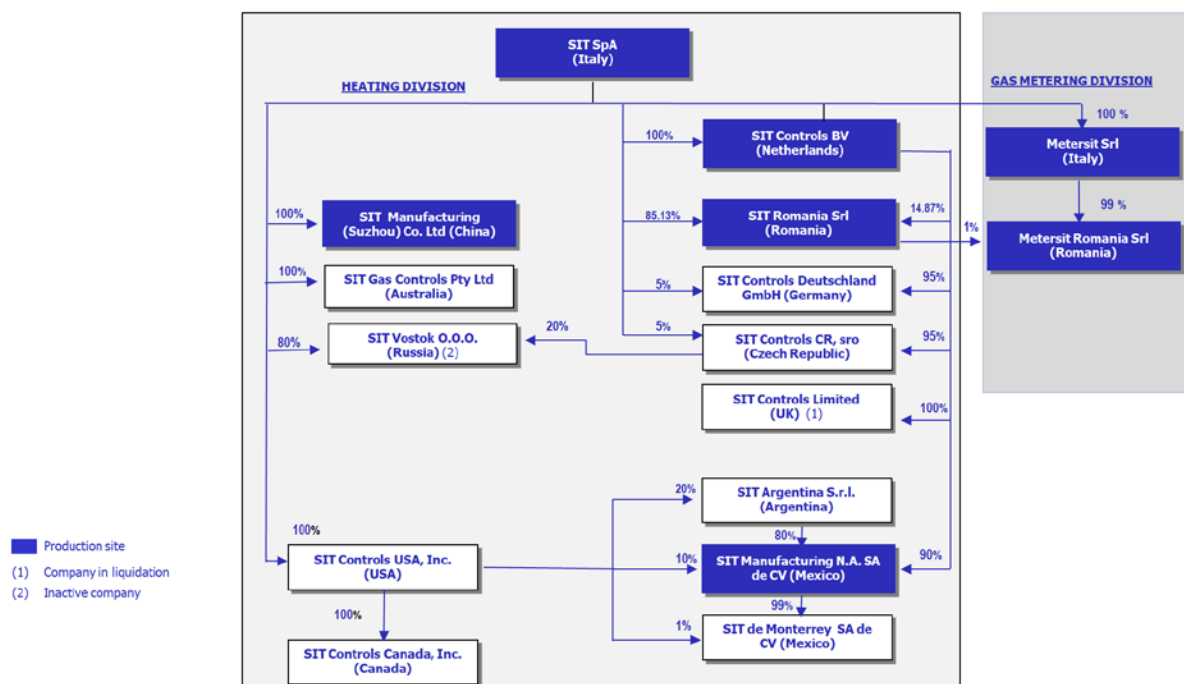 SIT SpA
(Italy)
HEATING DIVISION
GAS METERING DIVISION
100 %
100%
SIT Controls BV
(Netherlands)
Metersit Srl
(Italy)
100%
SIT Manufacturing
(Suzhou) Co. Ltd (China)
85.13%
SIT Romania Srl
(Romania)
14.87%
99 %
1%
Metersit Romania Srl
(Romania)
100%
SIT Gas Controls Pty Ltd
(Australia)
5%
SIT Controls Deutschland
GmbH (Germany)
95%
80%
SIT Vostok O.O.O.
(Russia) (2)
20%
5%
SIT Controls CR, sro
(Czech Republic)
95%
SIT Controls Limited
(UK) (1)
100%
20%
SIT Argentina S.r.l.
(Argentina)
80%
100%
SIT Controls USA, Inc.
(USA)
10%
SIT Manufacturing N.A. SA
de CV (Mexico)
90%
99%
100%
1%
SIT de Monterrey SA de
CV (Mexico)
SIT Controls Canada, Inc.
(Canada)
Production site
(1) Company in liquidation
(2) Inactive company